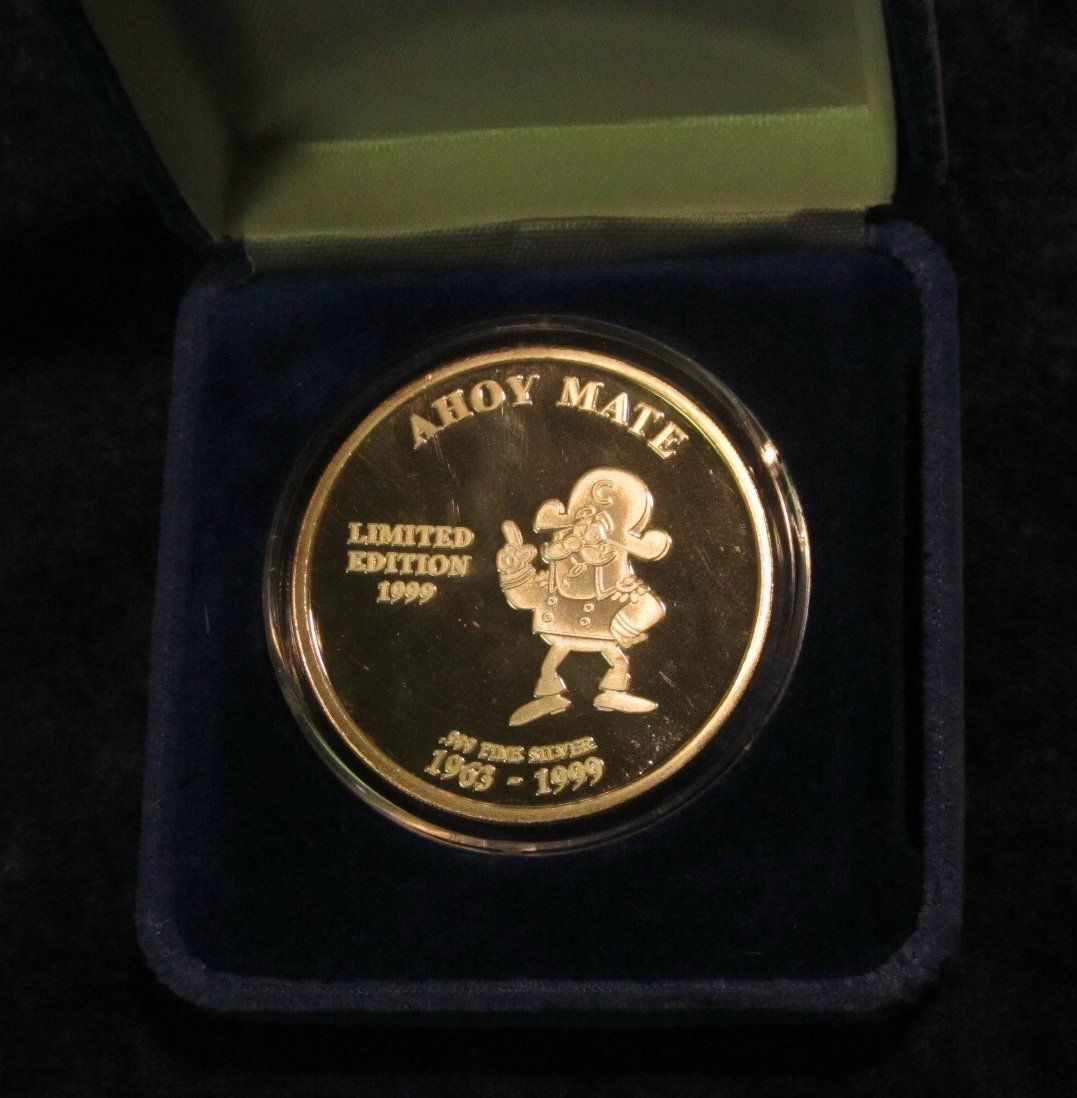 AHOY MATE
LIMITED
EDITION
1999
C
.999 FINE SILVER
1963 - 1999